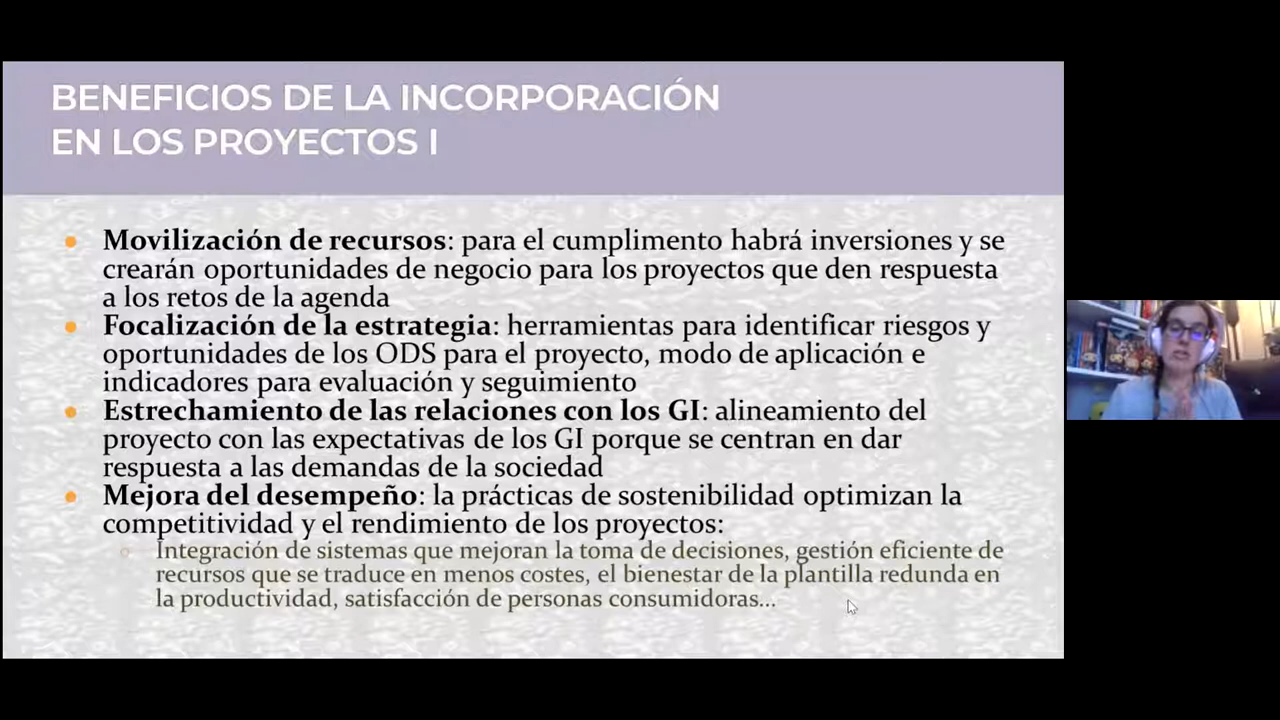 BENEFICIOS DE LA INCORPORACIÓN
EN LOS PROYECTOS I
Movilización de recursos: para el cumplimento habrá inversiones y se
crearán oportunidades de negocio para los proyectos que den respuesta
a los retos de la agenda
Focalización de la estrategia: herramientas para identificar riesgos y
oportunidades de los ODS para el proyecto, modo de aplicación e
indicadores para evaluación y seguimiento
Estrechamiento de las relaciones con los GI: alineamiento del
proyecto con las expectativas de los GI porque se centran en dar
respuesta a las demandas de la sociedad
Mejora del desempeño: la prácticas de sostenibilidad optimizan la
competitividad y el rendimiento de los proyectos:
Integración de sistemas que mejoran la toma de decisiones, gestión eficiente de
recursos que se traduce en menos costes, el bienestar de la plantilla redunda en
la productividad, satisfacción de personas consumidoras...